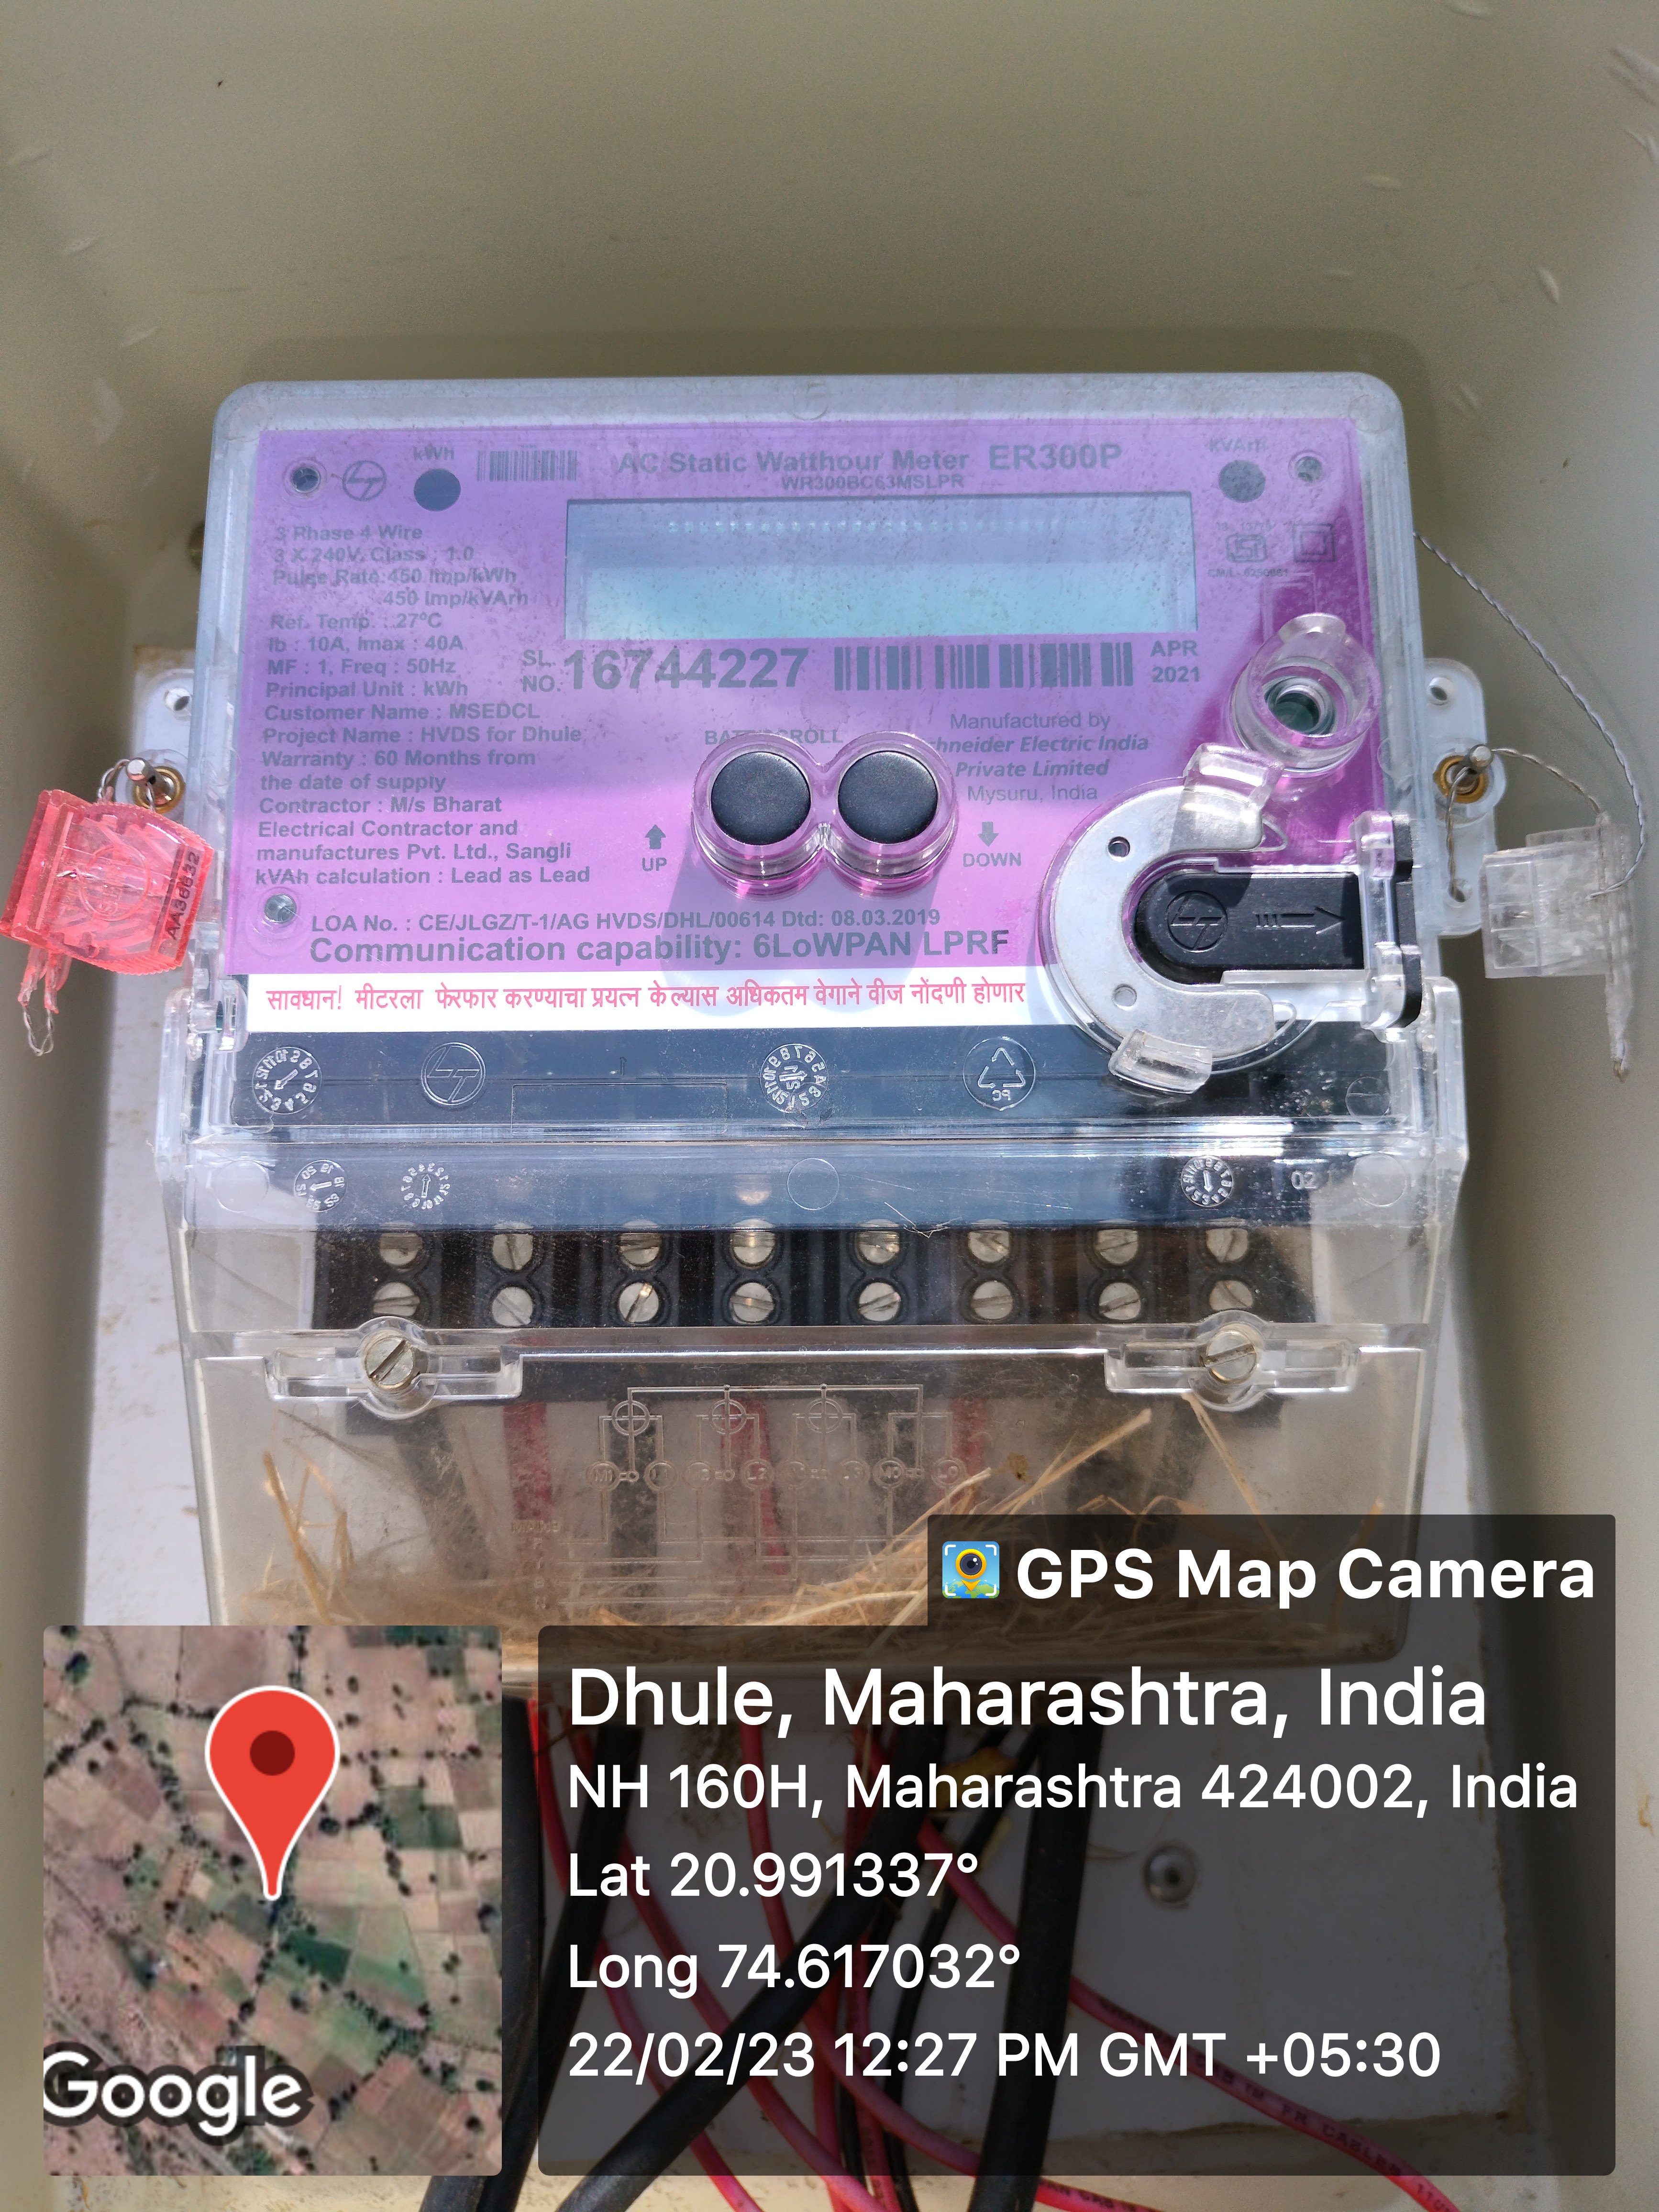 kWh
AC Static Watthour Meter ER300P
WR300BC63MSLPR
KVArh
3 Phase 4 Wire
3 X 240V, Class : 1.0
Pulse Rate:450 Imp/kWh
450 Imp/kVArh
Ref. Temp. : 27°C
Ib : 10A, Imax : 40A
MF : 1, Freq : 50Hz
Principal Unit : kWh
Customer Name : MSEDCL
Project Name : HVDS for Dhule
Warranty : 60 Months from
the date of supply
Contractor : M/s Bharat
Electrical Contractor and
manufactures Pvt. Ltd., Sangli
kVAh calculation : Lead as Lead
SL. NO. 16744227
APR
2021
Manufactured by
Electric India
Private Limited
Mysuru, India
UP
DOWN
LOA No. : CE/JLGZ/T-1/AG HVDS/DHL/00614 Dtd: 08.03.2019
Communication capability: 6LoWPAN LPRF
सावधान! मीटरला फेरफार करण्याचा प्रयत्न केल्यास अधिकतम वेगाने वीज नोंदणी होणार
LT
PC
02
L2
GPS Map Camera
Dhule, Maharashtra, India
NH 160H, Maharashtra 424002, India
Lat 20.991337°
Long 74.617032°
22/02/23 12:27 PM GMT +05:30
Google